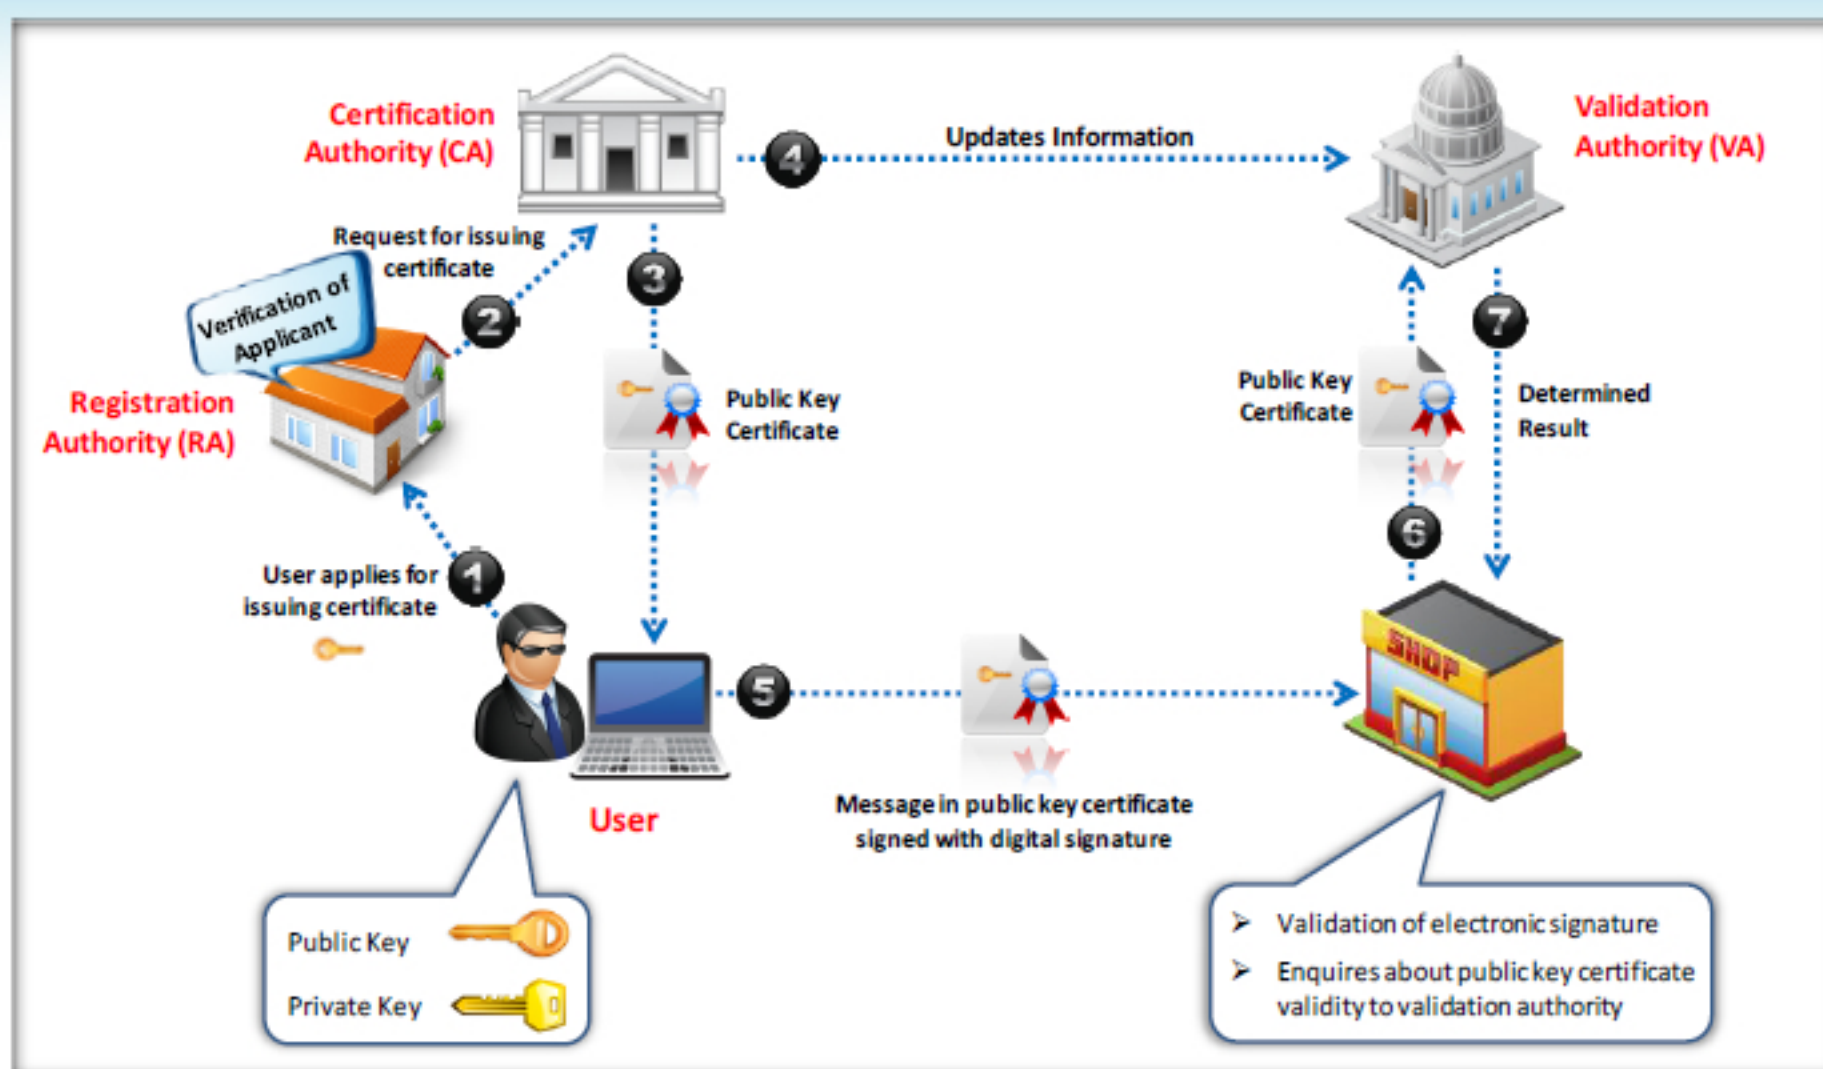 Certification
Authority (CA)
4
Updates Information
Validation
Authority (VA)
Request for issuing
certificate
2
3
Verification of
Applicant
Registration
Authority (RA)
Public Key
Certificate
Public Key
Certificate
7
Determined
Result
6
User applies for
issuing certificate
1
5
SHOP
User
Message in public key certificate
signed with digital signature
Public Key
Private Key
➢ Validation of electronic signature
➢ Enquires about public key certificate
validity to validation authority